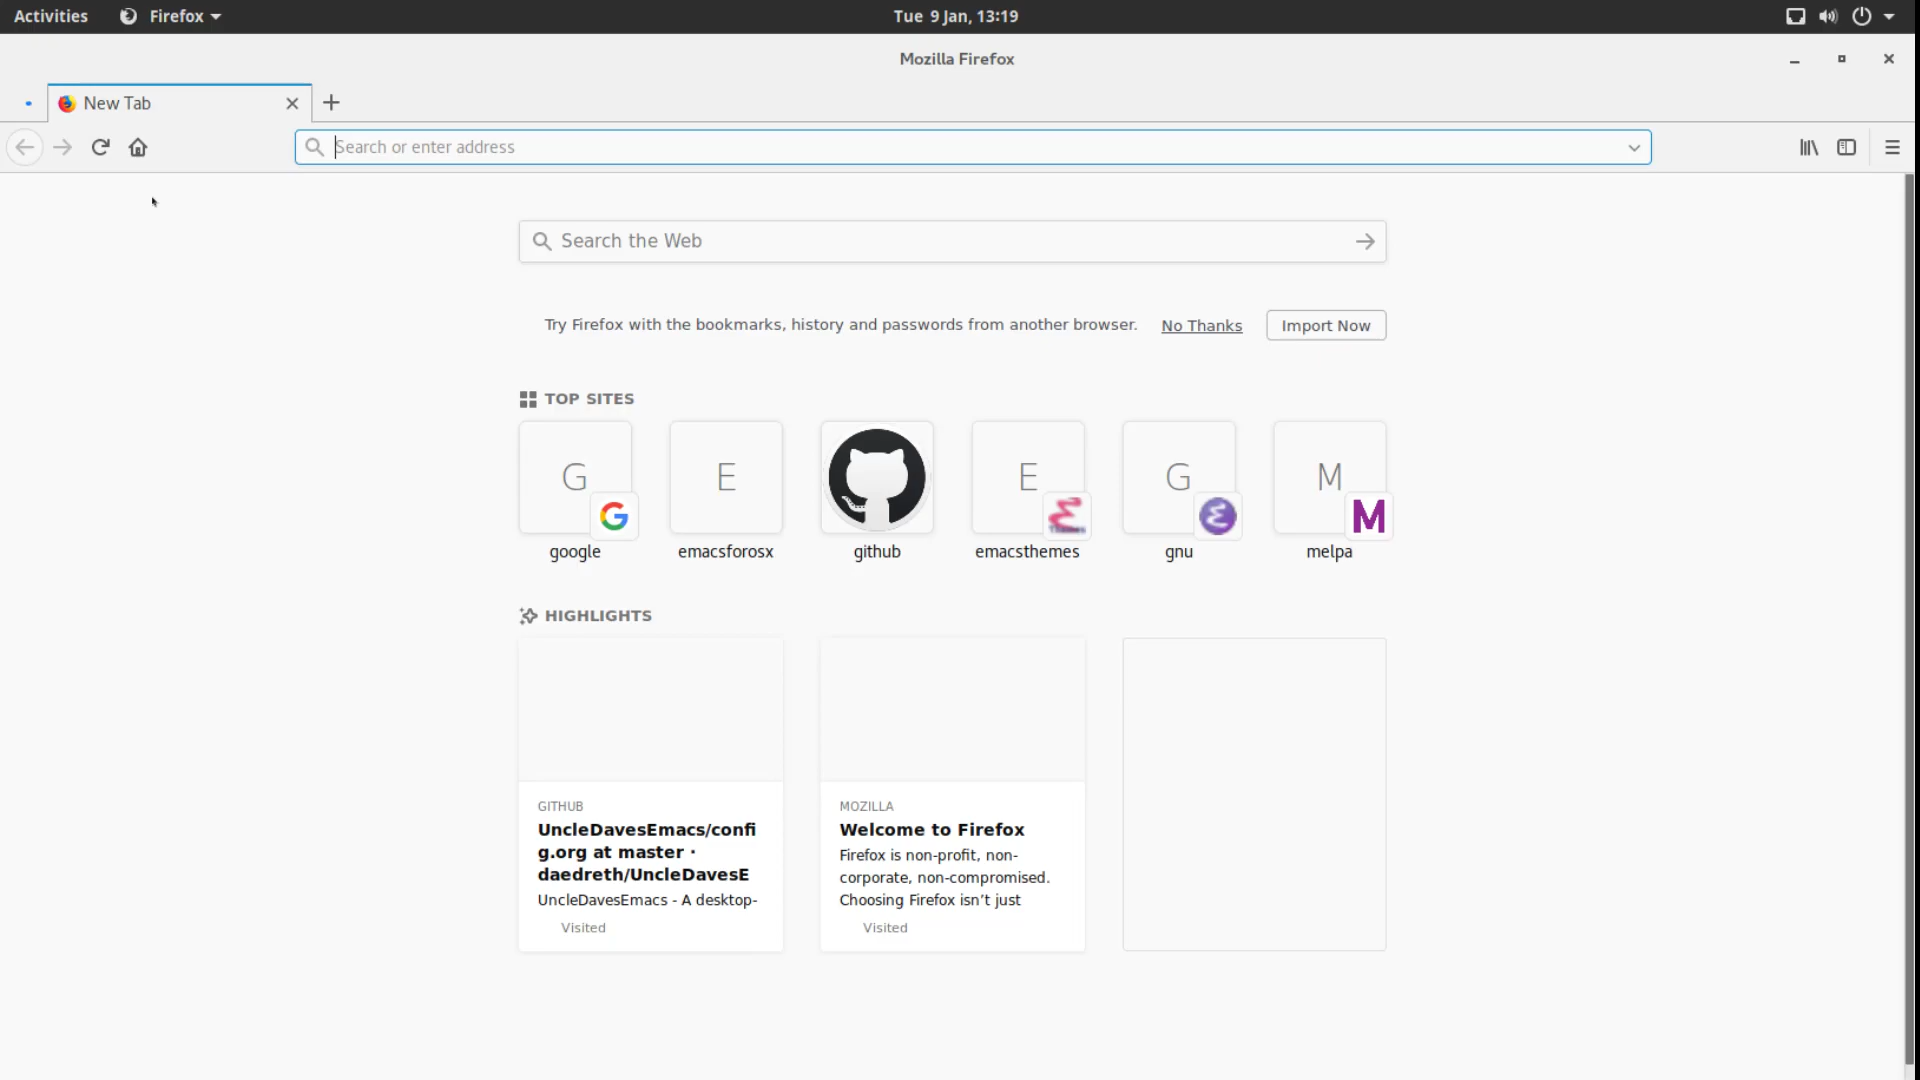 Activities Firefox Tue 9 Jan, 13:19
Mozilla Firefox
New Tab
Search or enter address
Search the Web
Try Firefox with the bookmarks, history and passwords from another browser. No Thanks Import Now
TOP SITES
G E E G M
G M
google emacsforosx github emacsthemes gnu melpa
HIGHLIGHTS
GITHUB
UncleDavesEmacs/confi
g.org at master ·
daedreth/UncleDavesE
UncleDavesEmacs - A desktop-
Visited
MOZILLA
Welcome to Firefox
Firefox is non-profit, non-
corporate, non-compromised.
Choosing Firefox isn’t just
Visited